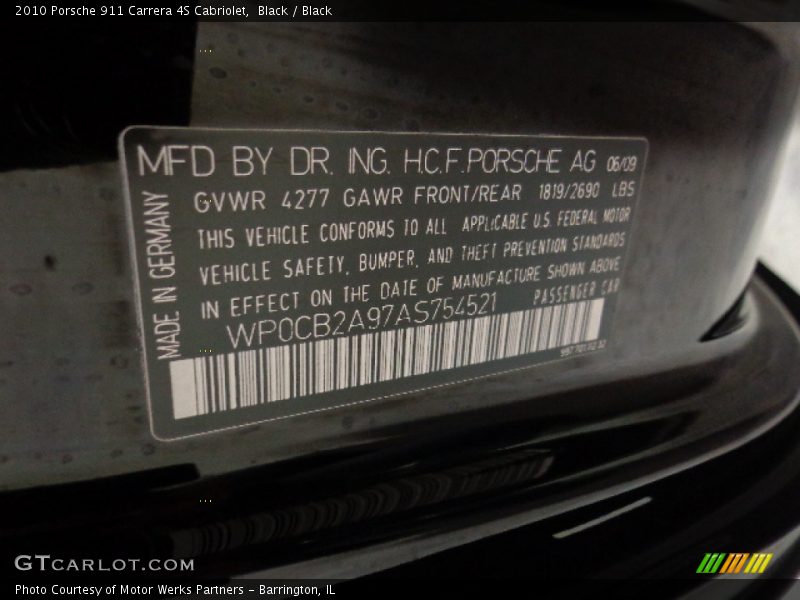 2010 Porsche 911 Carrera 4S Cabriolet, Black / Black
MFD BY DR. ING. H.C.F. PORSCHE AG 06/09
GVWR 4277 GAWR FRONT/REAR 1819/2690 LBS
THIS VEHICLE CONFORMS TO ALL APPLICABLE U.S. FEDERAL MOTOR
VEHICLE SAFETY, BUMPER, AND THEFT PREVENTION STANDARDS
IN EFFECT ON THE DATE OF MANUFACTURE SHOWN ABOVE
WP0CB2A97AS754521 PASSENGER CAR
MADE IN GERMANY
GTCARLOT.COM
Photo Courtesy of Motor Werks Partners - Barrington, IL